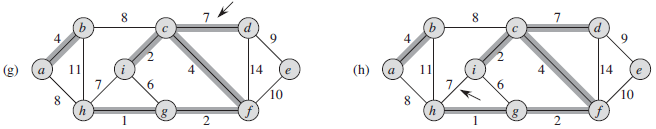 8 7 8 7
b c d b c d
4 9 4 9
2 2
(g) a 11 i 4 14 e (h) a 11 i 4 14 e
7 6 7 6
8 10 8 10
h g f h g f
1 2 1 2